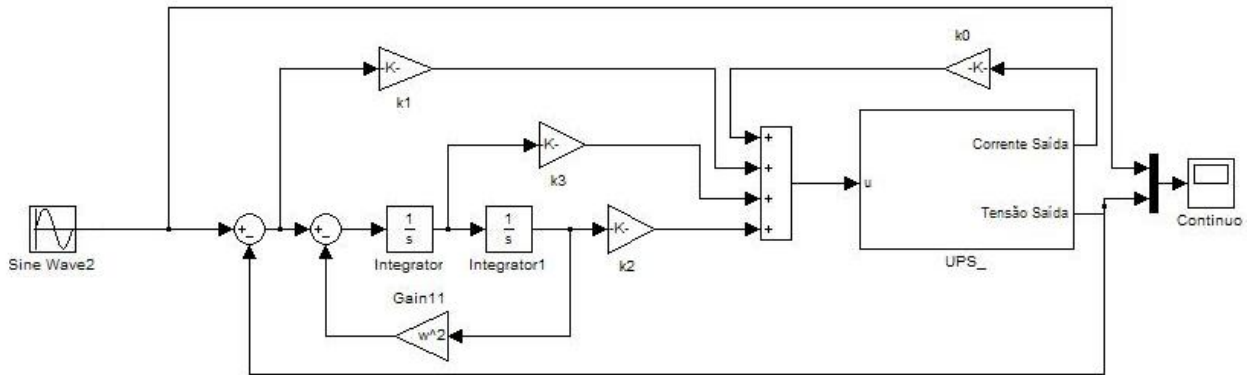 k0
-K-
-K-
k1
K-
k3
+
+
+
+
u
Corrente Saída
Tensão Saída
UPS_
Continuo
Sine Wave2
+
-
+
-
1
s
Integrator
1
s
Integrator1
K-
k2
Gain11
w^2